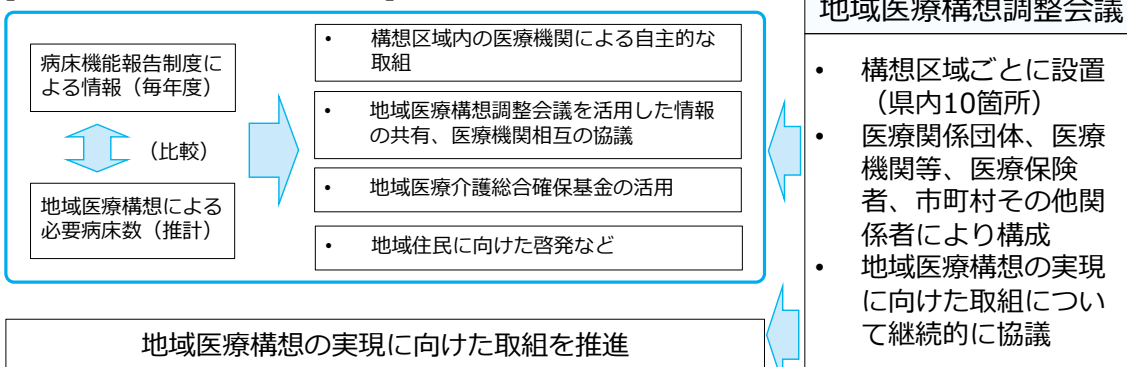 病床機能報告制度に
よる情報（毎年度）
（比較）
地域医療構想による
必要病床数（推計）
• 構想区域内の医療機関による自主的な
取組
• 地域医療構想調整会議を活用した情報
の共有、医療機関相互の協議
• 地域医療介護総合確保基金の活用
• 地域住民に向けた啓発など
地域医療構想の実現に向けた取組を推進
地域医療構想調整会議
• 構想区域ごとに設置
（県内10箇所）
• 医療関係団体、医療
機関等、医療保険
者、市町村その他関
係者により構成
• 地域医療構想の実現
に向けた取組につい
て継続的に協議